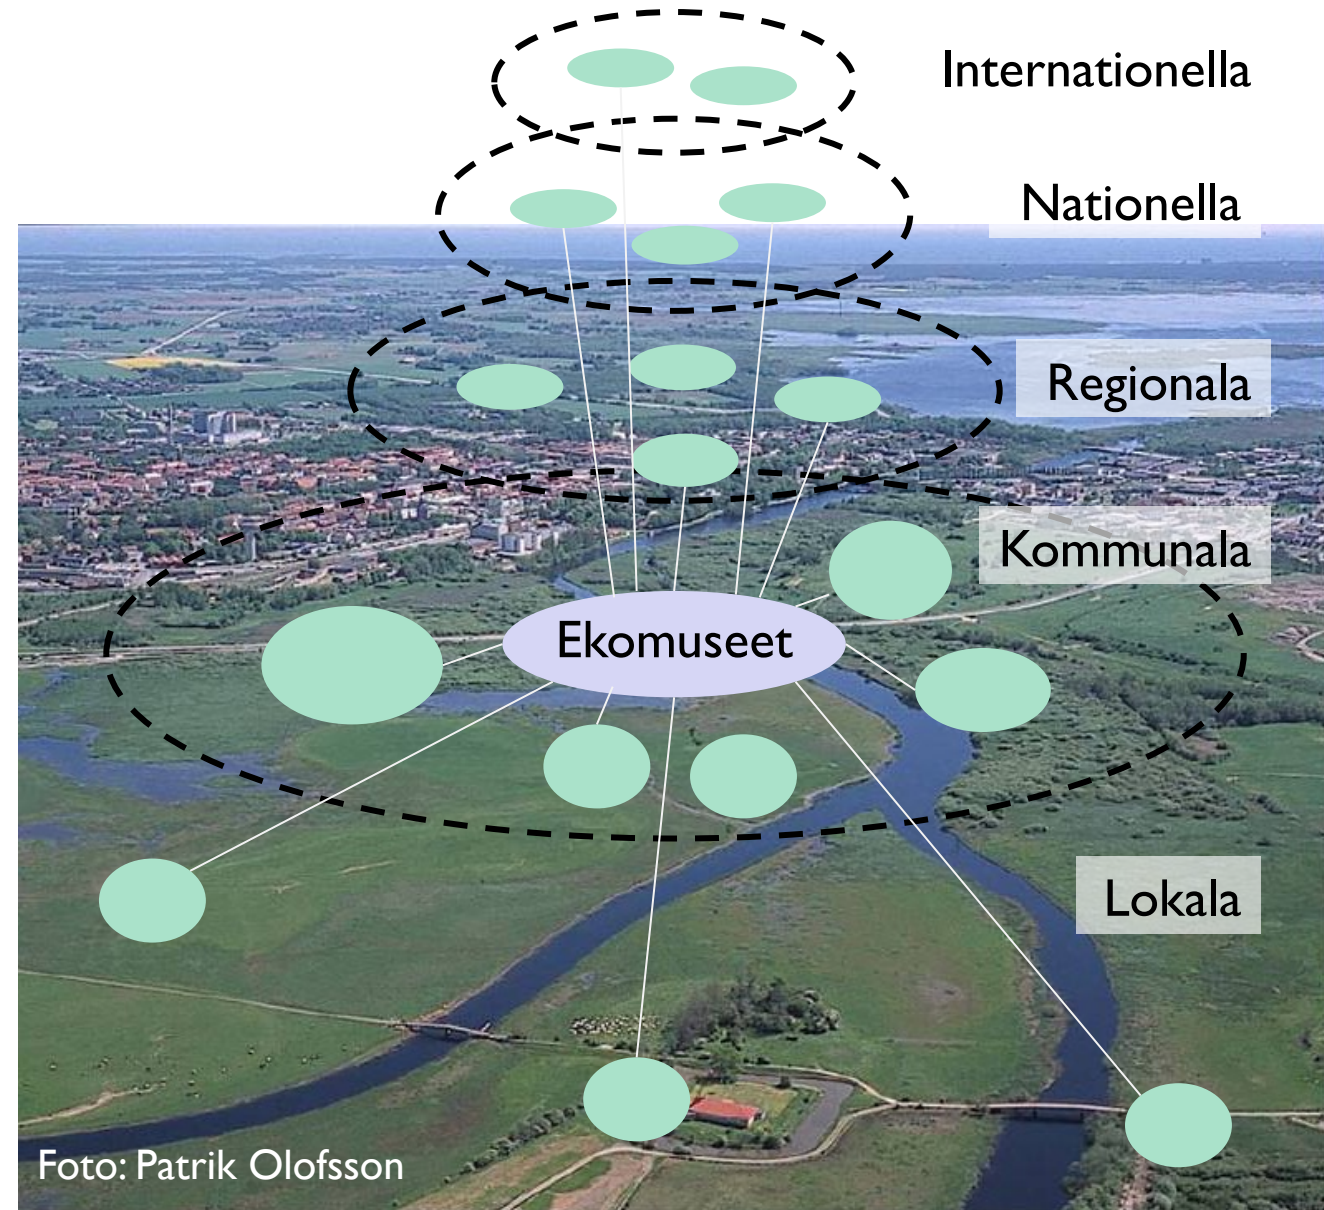 Internationella
Nationella
Regionala
Kommunala
Ekomuseet
Lokala
Foto: Patrik Olofsson